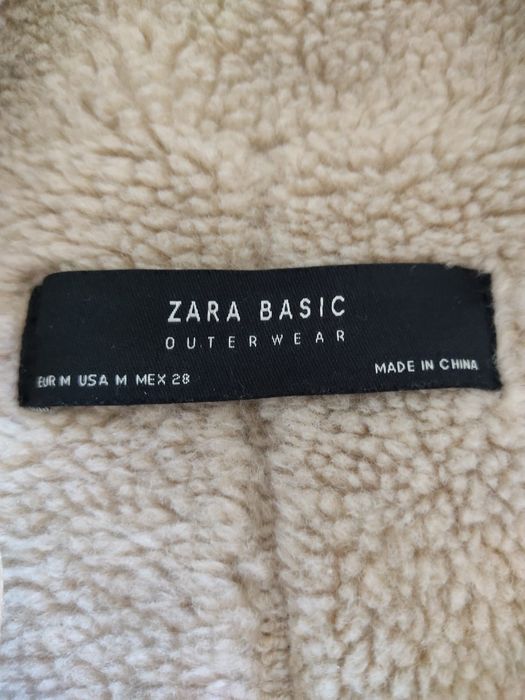 ZARA BASIC
OUTERWEAR
EUR M USA M MEX 28
MADE IN CHINA